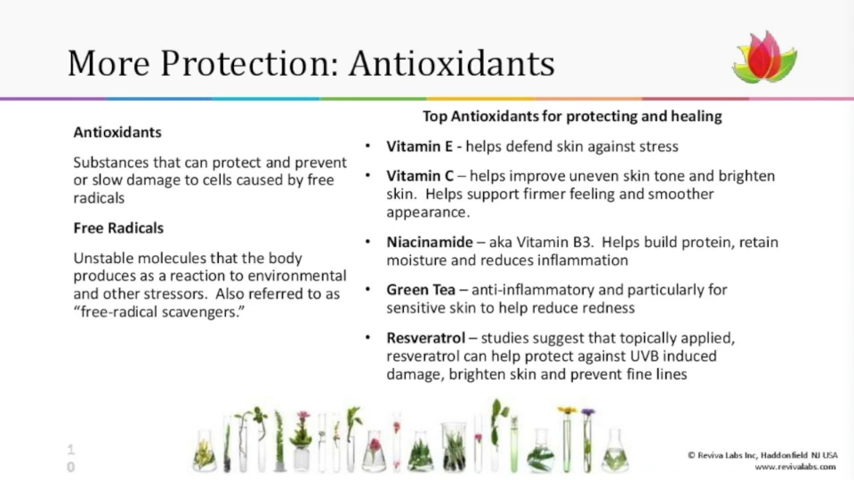 More Protection: Antioxidants
Antioxidants
Substances that can protect and prevent
or slow damage to cells caused by free
radicals
Free Radicals
Unstable molecules that the body
produces as a reaction to environmental
and other stressors.  Also referred to as
“free-radical scavengers.”
Top Antioxidants for protecting and healing
• Vitamin E - helps defend skin against stress
• Vitamin C – helps improve uneven skin tone and brighten
skin.  Helps support firmer feeling and smoother
appearance.
• Niacinamide – aka Vitamin B3.  Helps build protein, retain
moisture and reduces inflammation
• Green Tea – anti-inflammatory and particularly for
sensitive skin to help reduce redness
• Resveratrol – studies suggest that topically applied,
resveratrol can help protect against UVB induced
damage, brighten skin and prevent fine lines
1
0
© Reviva Labs Inc, Haddonfield NJ USA
www.revivalabs.com